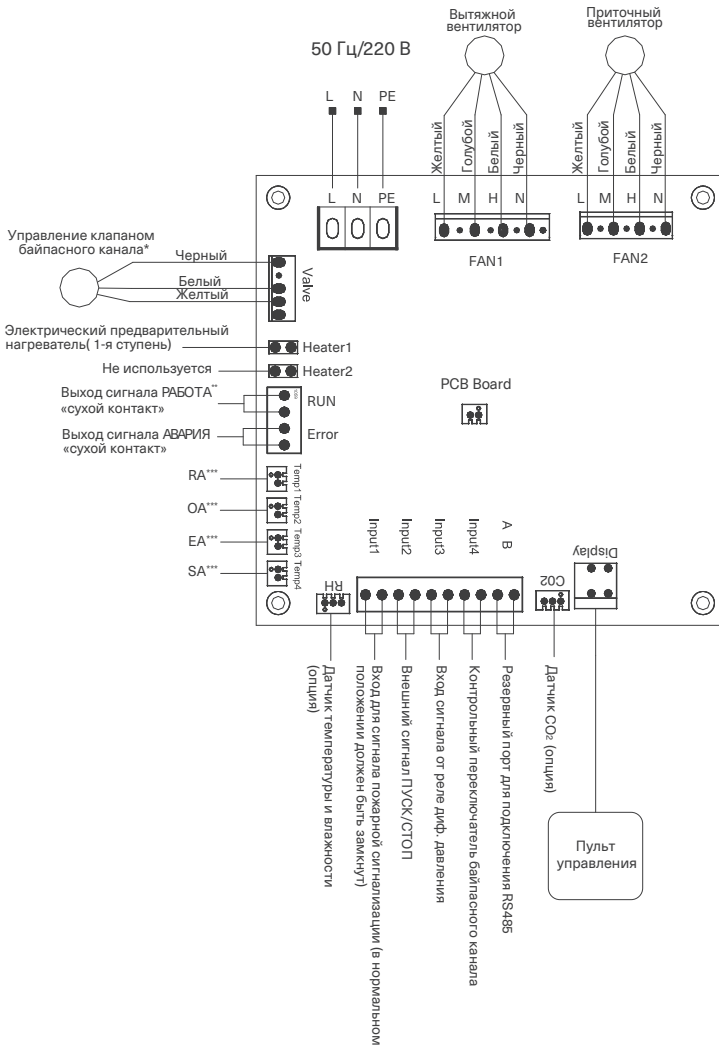 Вытяжной
вентилятор
Приточный
вентилятор
50 Гц/220 В
L N PE
Желтый
Голубой
Белый
Черный
Желтый
Голубой
Белый
Черный
L N PE
L M H N
L M H N
FAN1
FAN2
Управление клапаном
байпасного канала*
Черный
Белый
Желтый
Valve
Электрический предварительный
нагреватель( 1-я ступень)
Heater1
Не используется
Heater2
PCB Board
Выход сигнала РАБОТА**
«сухой контакт»
RUN
Выход сигнала АВАРИЯ
«сухой контакт»
Error
RA***
Temp1
OA***
Temp2
EA***
Temp3
SA***
Temp4
RH
Input1
Input2
Input3
Input4
A
B
C02
Display
Датчик температуры и влажности
(опция)
Вход для сигнала пожарной сигнализации (в нормальном
положении должен быть замкнут)
Внешний сигнал ПУСК/СТОП
Вход сигнала от реле диф. давления
Контрольный переключатель байпасного канала
Резервный порт для подключения RS485
Датчик CO₂ (опция)
Пульт
управления